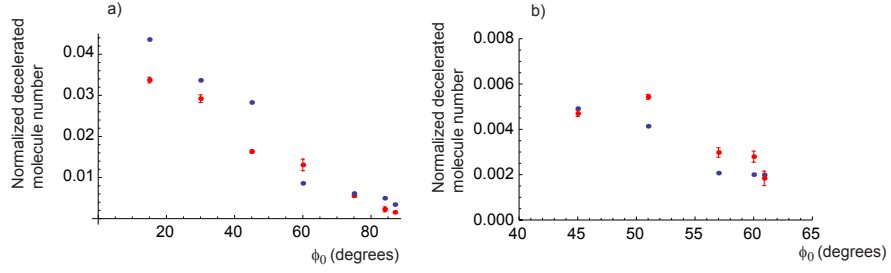 a)
Normalized decelerated
molecule number
0.04
0.03
0.02
0.01
20
40
60
80
ϕ0 (degrees)
b)
Normalized decelerated
molecule number
0.008
0.006
0.004
0.002
0.000
40
45
50
55
60
65
ϕ0 (degrees)